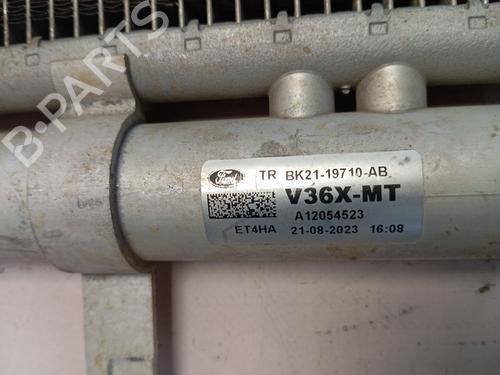 B-PARTS
Ford TR BK21-19710-AB
V36X-MT
A12054523
ET4HA 21-08-2023 16:08